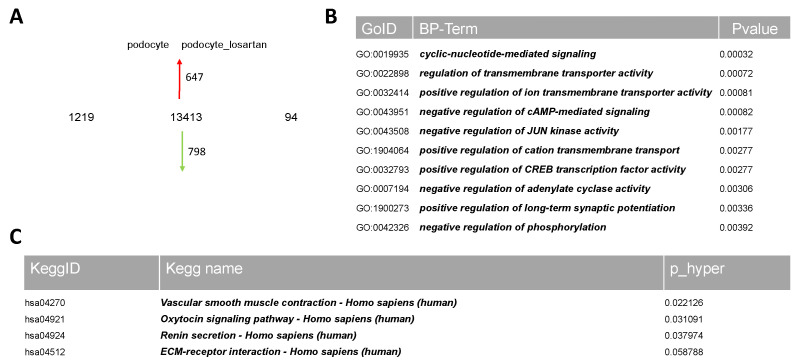 A
podocyte podocyte_losartan
647
1219 13413 94
798
B
GoID BP-Term Pvalue
GO:0019935 cyclic-nucleotide-mediated signaling 0.00032
GO:0022898 regulation of transmembrane transporter activity 0.00072
GO:0032414 positive regulation of ion transmembrane transporter activity 0.00081
GO:0043951 negative regulation of cAMP-mediated signaling 0.00082
GO:0043508 negative regulation of JUN kinase activity 0.00177
GO:1904064 positive regulation of cation transmembrane transport 0.00277
GO:0032793 positive regulation of CREB transcription factor activity 0.00277
GO:0007194 negative regulation of adenylate cyclase activity 0.00306
GO:1900273 positive regulation of long-term synaptic potentiation 0.00336
GO:0042326 negative regulation of phosphorylation 0.00392
C
KeggID Kegg name p_hyper
hsa04270 Vascular smooth muscle contraction - Homo sapiens (human) 0.022126
hsa04921 Oxytocin signaling pathway - Homo sapiens (human) 0.031091
hsa04924 Renin secretion - Homo sapiens (human) 0.037974
hsa04512 ECM-receptor interaction - Homo sapiens (human) 0.058788